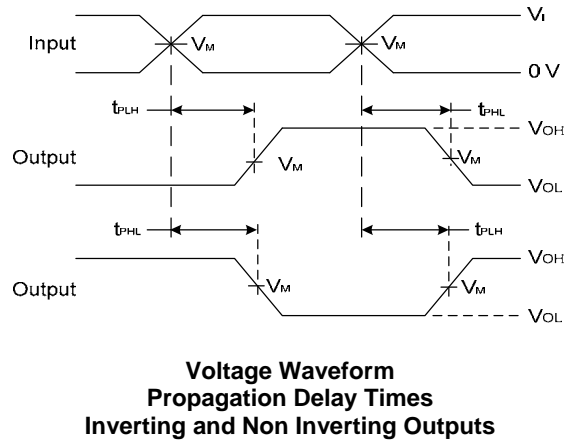 VI
Input
VM
VM
0 V
tPLH
tPHL
VOH
Output
VM
VM
VOL
tPHL
tPLH
VOH
Output
VM
VM
VOL
Voltage Waveform
Propagation Delay Times
Inverting and Non Inverting Outputs